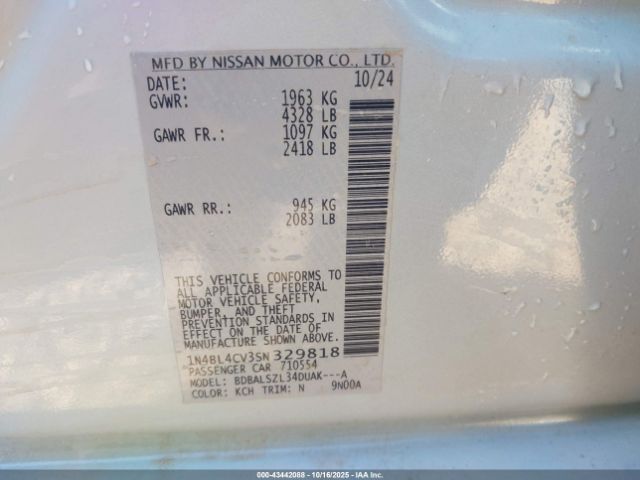 MFD BY NISSAN MOTOR CO., LTD.
DATE: 10/24
GVWR: 1963 KG
4328 LB
GAWR FR.: 1097 KG
2418 LB
GAWR RR.: 945 KG
2083 LB
THIS VEHICLE CONFORMS TO
ALL APPLICABLE FEDERAL
MOTOR VEHICLE SAFETY,
BUMPER, AND THEFT
PREVENTION STANDARDS IN
EFFECT ON THE DATE OF
MANUFACTURE SHOWN ABOVE.
1N4BL4CV3SN329818
PASSENGER CAR 710554
MODEL: BDBALSZL34DUAK---A
COLOR: KCH TRIM: N 9N00A
000-43442088 - 10/16/2025 - IAAI.COM